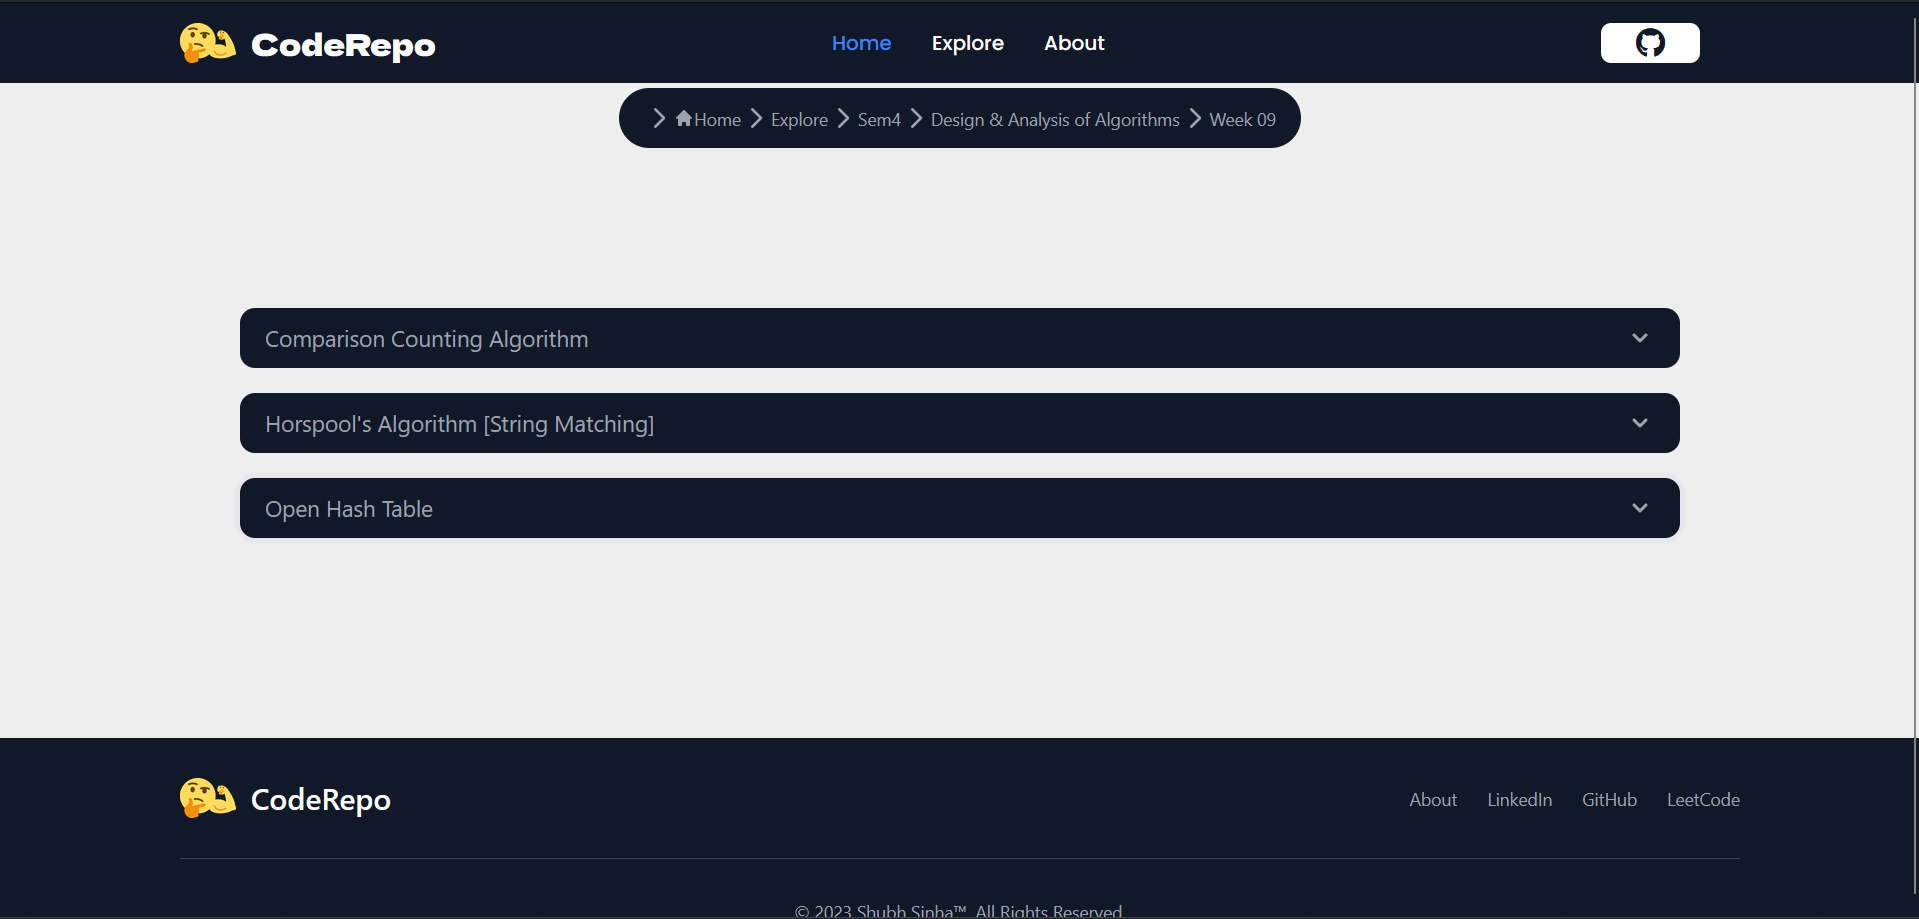 CodeRepo Home Explore About
Home Explore Sem4 Design & Analysis of Algorithms Week 09
Comparison Counting Algorithm
Horspool's Algorithm [String Matching]
Open Hash Table
CodeRepo About LinkedIn GitHub LeetCode
© 2023 Shubh Sinha™. All Rights Reserved